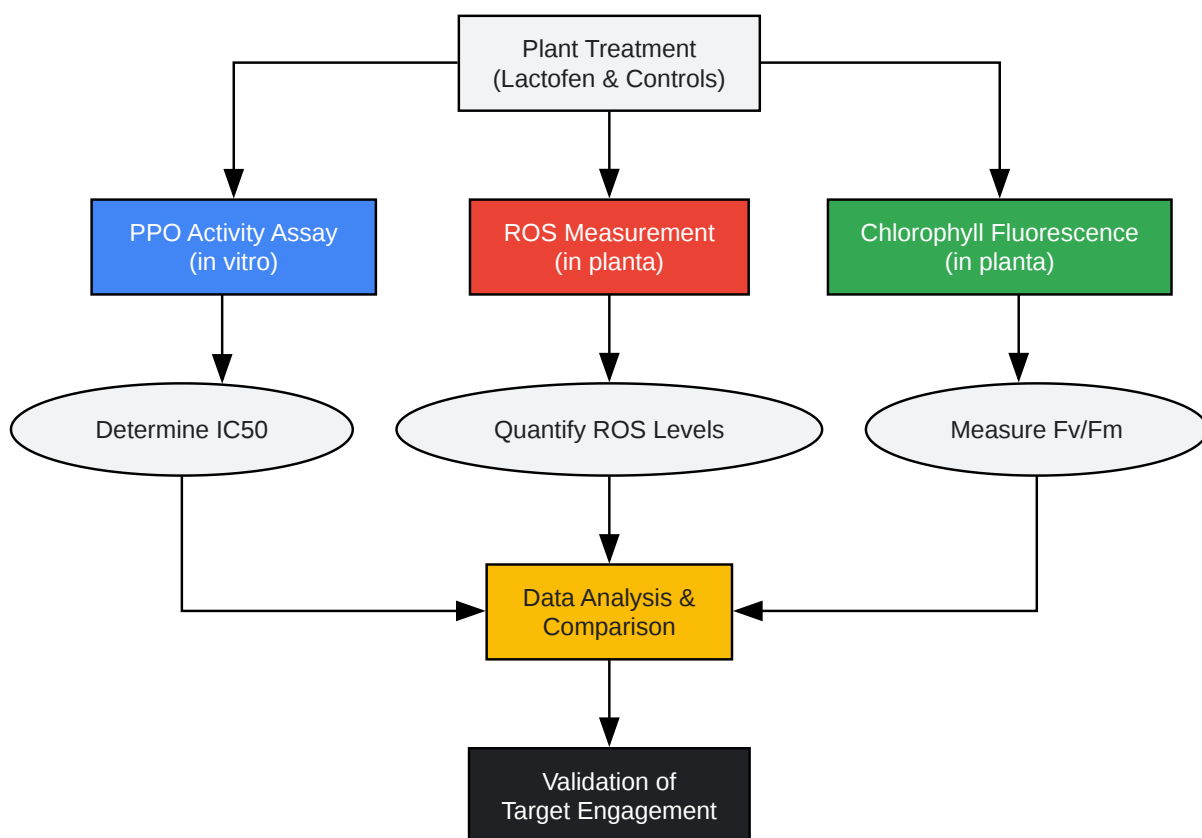 Plant Treatment
(Lactofen & Controls)
PPO Activity Assay
(in vitro)
ROS Measurement
(in planta)
Chlorophyll Fluorescence
(in planta)
Determine IC50
Quantify ROS Levels
Measure Fv/Fm
Data Analysis &
Comparison
Validation of
Target Engagement